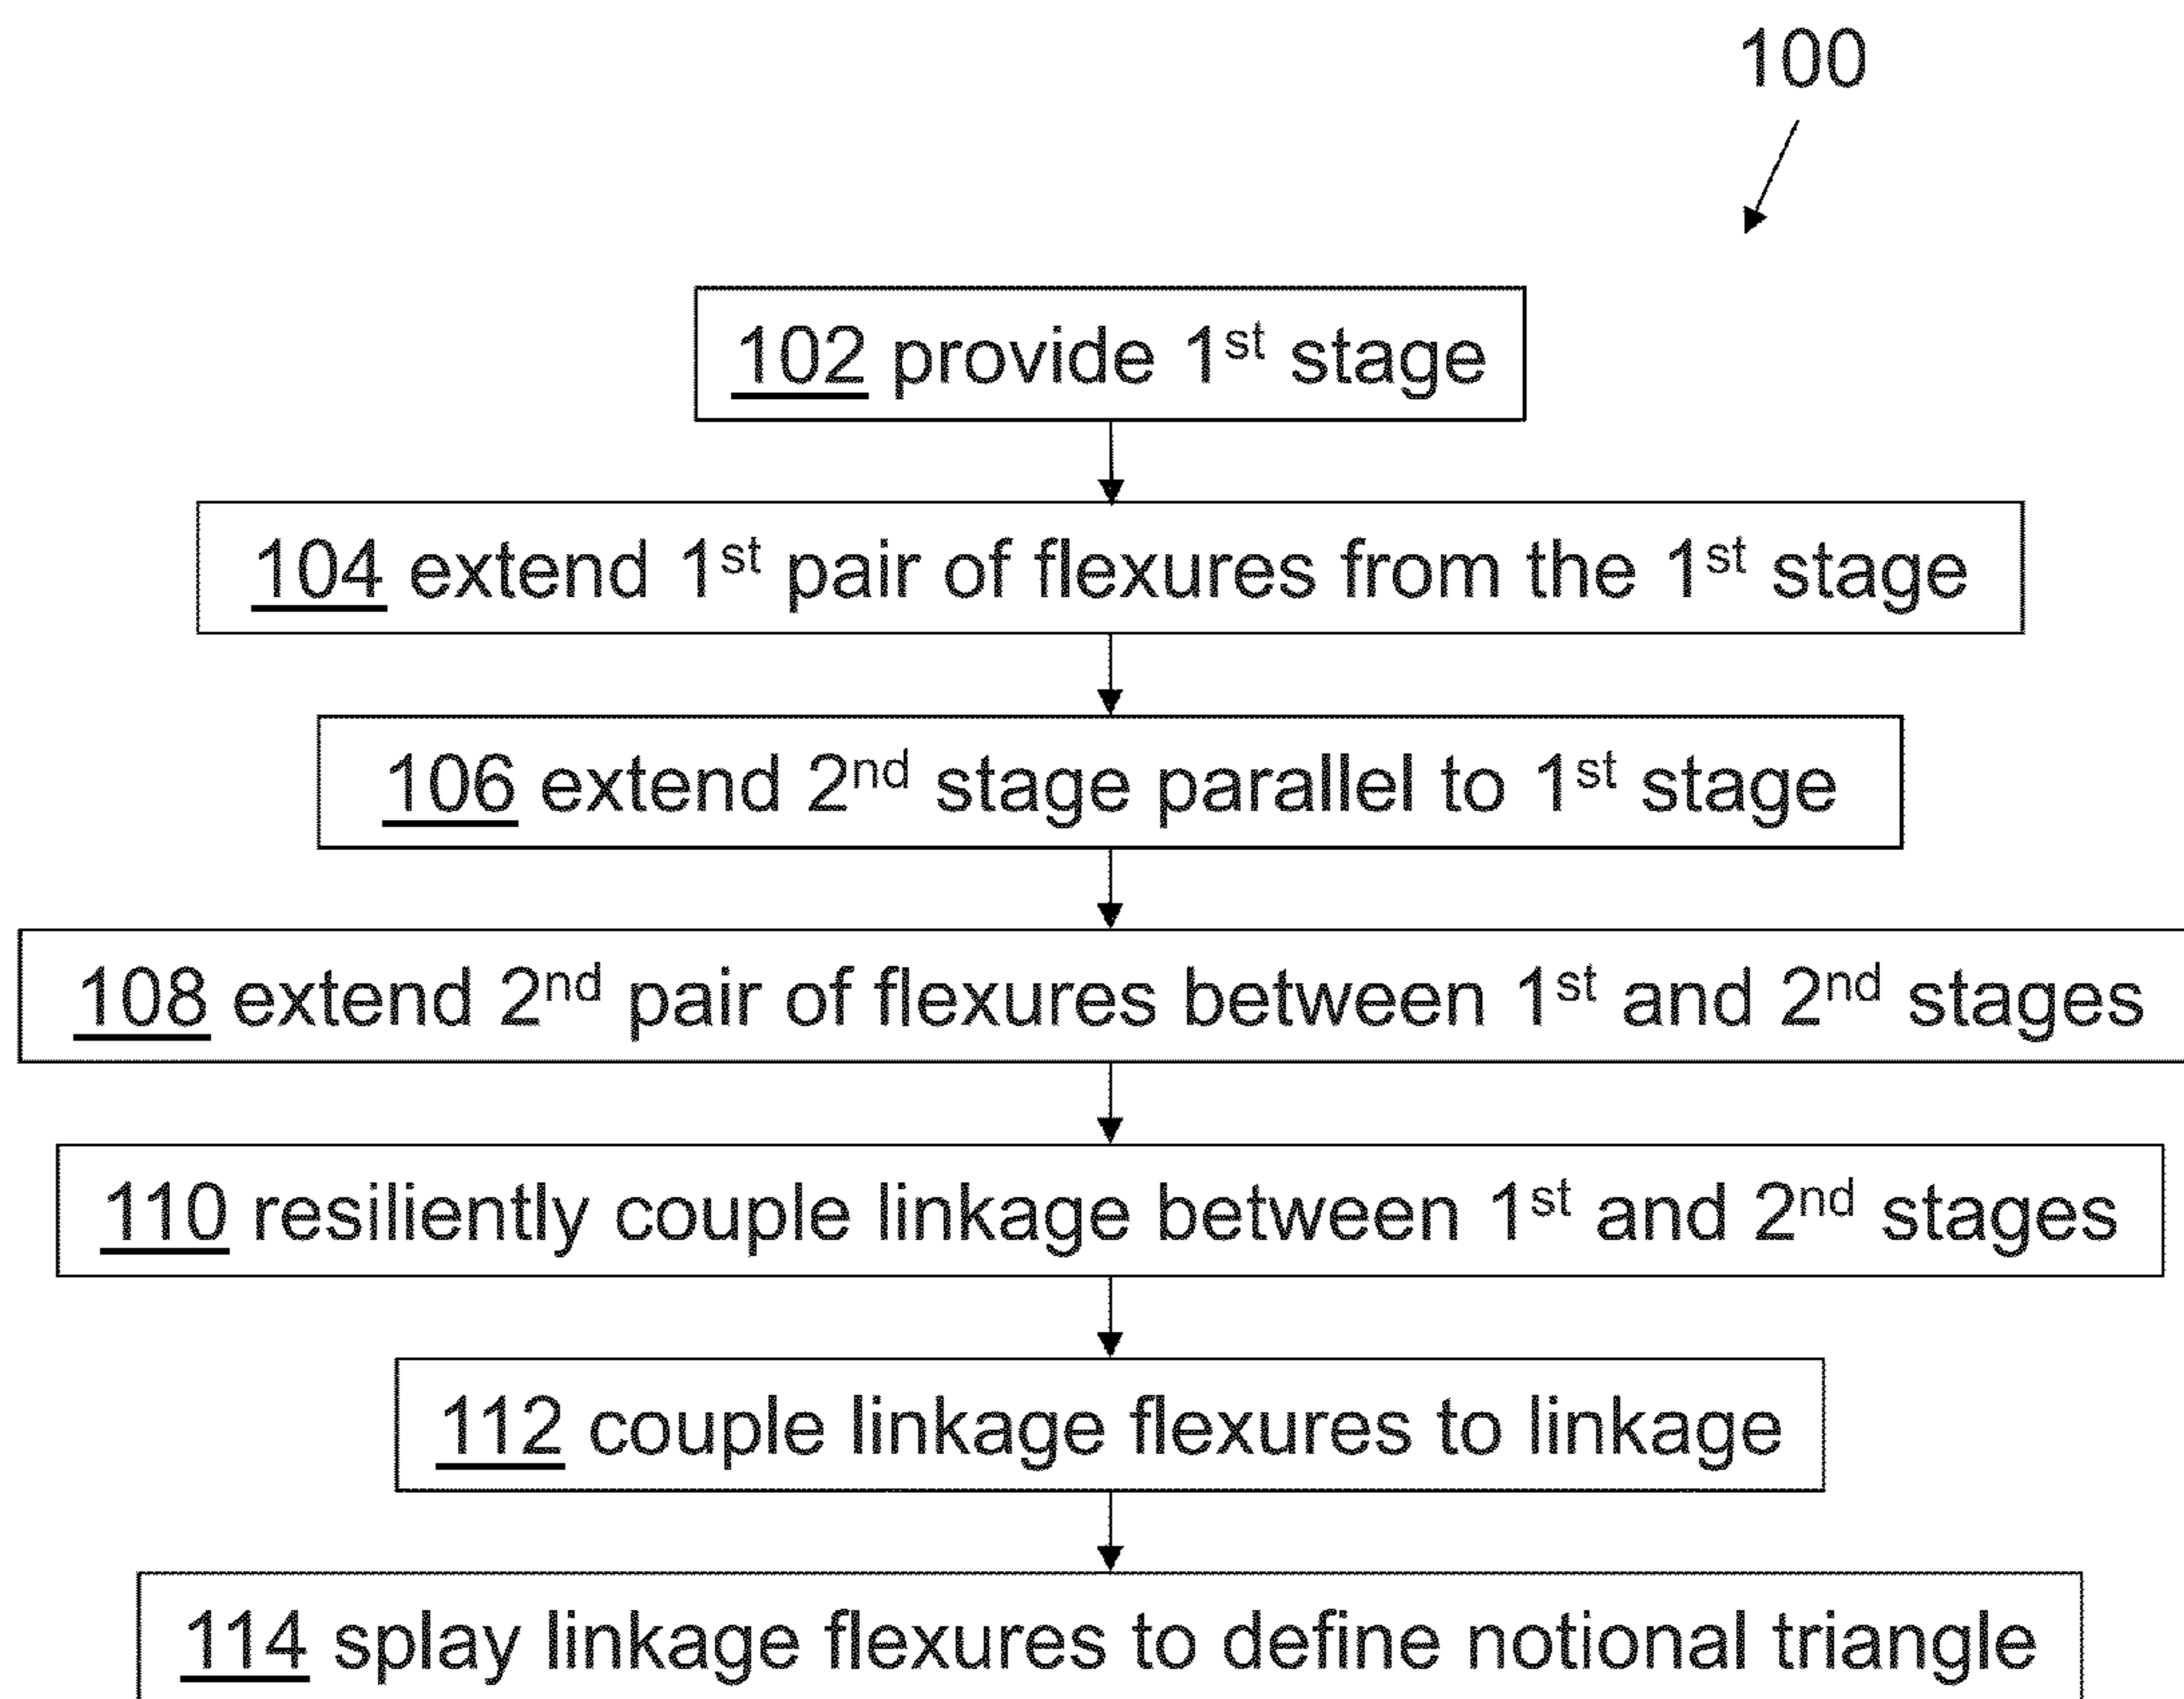 100
102 provide 1st stage
104 extend 1st pair of flexures from the 1st stage
106 extend 2nd stage parallel to 1st stage
108 extend 2nd pair of flexures between 1st and 2nd stages
110 resiliently couple linkage between 1st and 2nd stages
112 couple linkage flexures to linkage
114 splay linkage flexures to define notional triangle